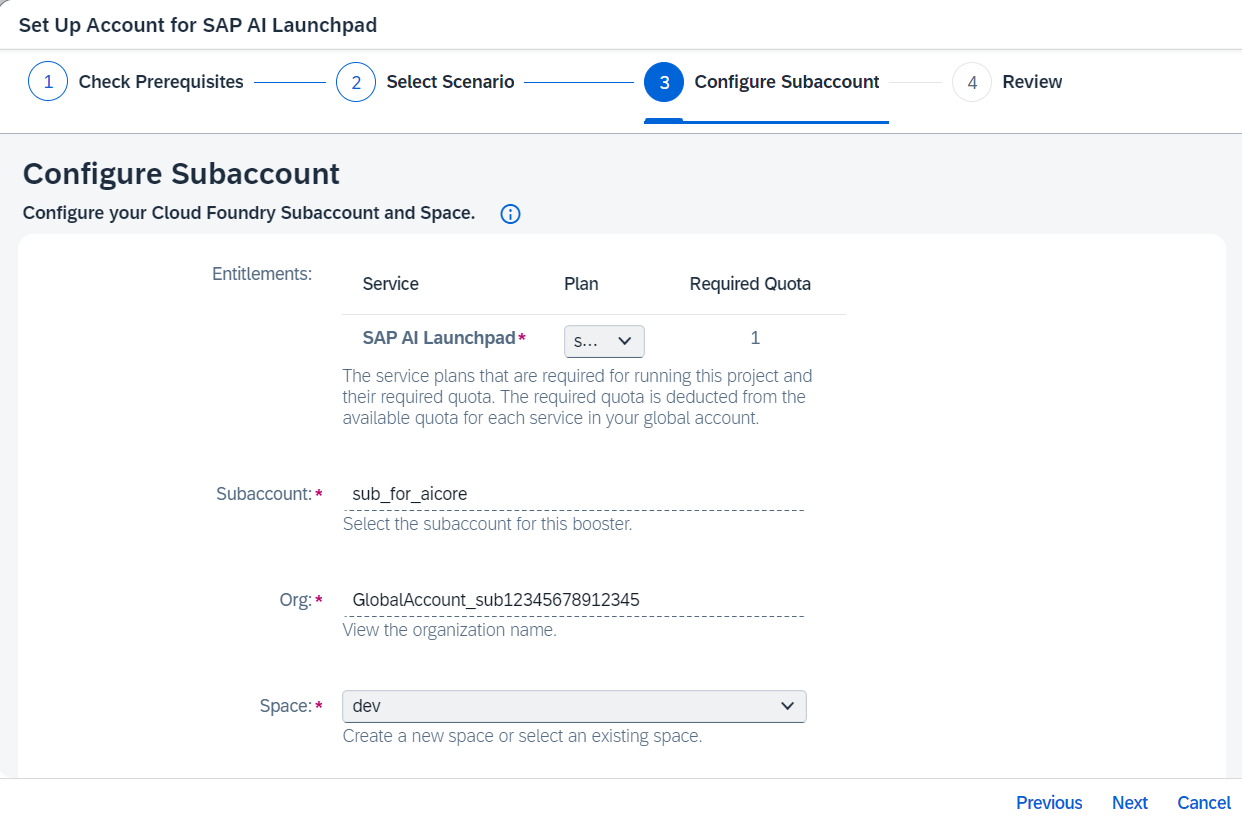 Set Up Account for SAP AI Launchpad
1 Check Prerequisites 2 Select Scenario 3 Configure Subaccount 4 Review
Configure Subaccount
Configure your Cloud Foundry Subaccount and Space.
Entitlements:
Service Plan Required Quota
SAP AI Launchpad* s... 1
The service plans that are required for running this project and
their required quota. The required quota is deducted from the
available quota for each service in your global account.
Subaccount:* sub_for_aicore
Select the subaccount for this booster.
Org:* GlobalAccount_sub12345678912345
View the organization name.
Space:* dev
Create a new space or select an existing space.
Previous Next Cancel